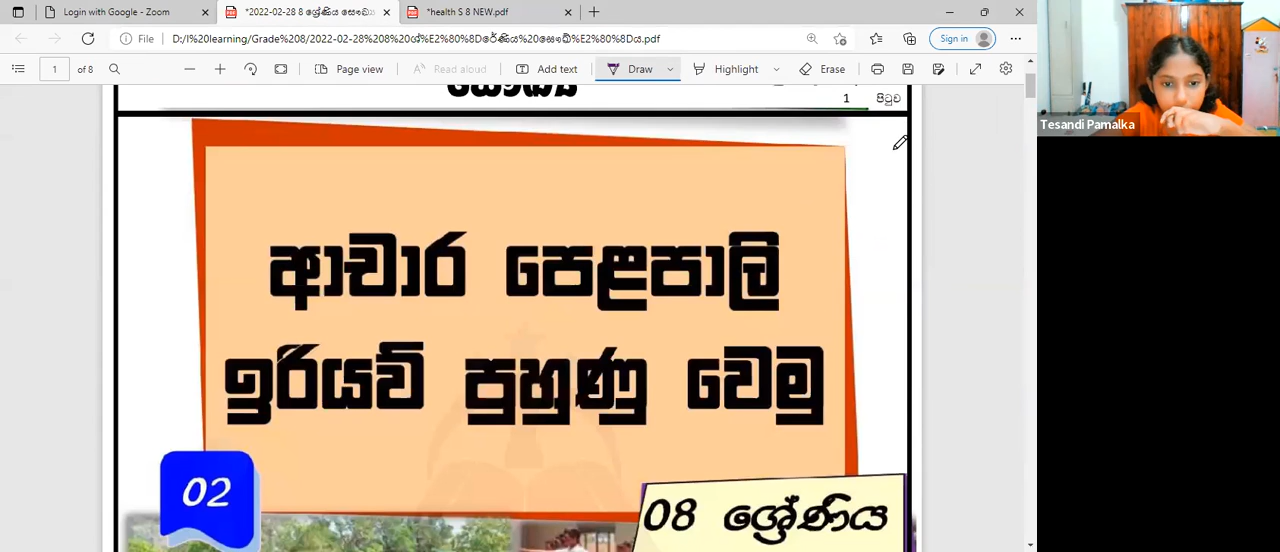 Login with Google - Zoom
*2022-02-28 8 ශ්‍රේණිය සෞඛ්‍ය
*health S 8 NEW.pdf
File
D:/I%20learning/Grade%208/2022-02-28%208%20ශ්%E2%80%8Dරේණිය%20සෞඛ්%E2%80%8Dය.pdf
Sign in
1 of 8
Page view
Read aloud
Add text
Draw
Highlight
Erase
Tesandi Pamalka
1 පිටුව
ආචාර පෙළපාලි
ඉරියව් පුහුණු වෙමු
02
08 ශ්‍රේණිය